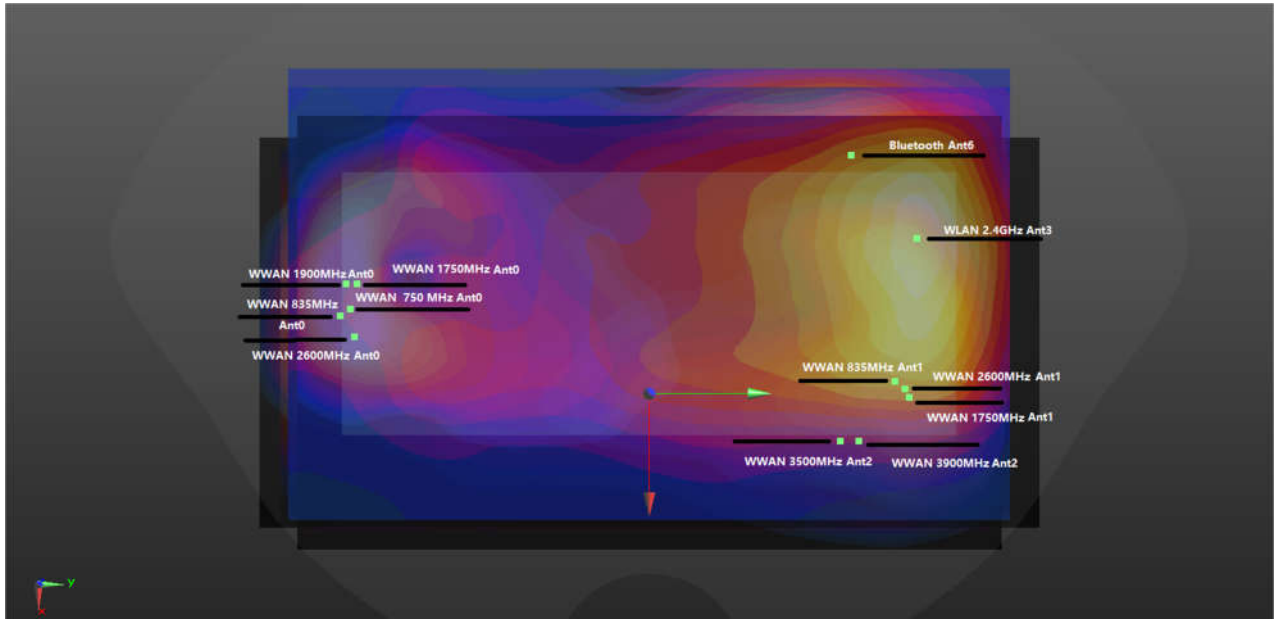 Bluetooth Ant6
WLAN 2.4GHz Ant3
WWAN 1900MHz Ant0
WWAN 1750MHz Ant0
WWAN 750 MHz Ant0
WWAN 835MHz
Ant0
WWAN 2600MHz Ant0
WWAN 835MHz Ant1
WWAN 2600MHz Ant1
WWAN 1750MHz Ant1
WWAN 3500MHz Ant2
WWAN 3900MHz Ant2
Y
X